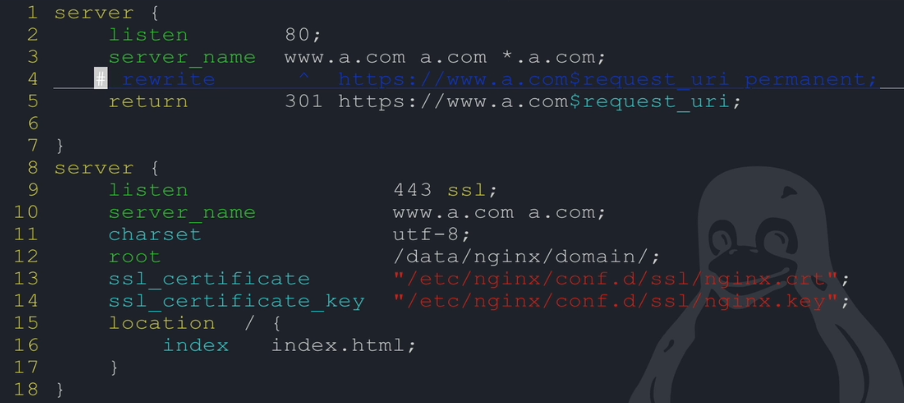 1 server {
2     listen       80;
3     server_name  www.a.com a.com *.a.com;
4    # rewrite      ^  https://www.a.com$request_uri permanent;
5     return       301 https://www.a.com$request_uri;
6
7 }
8 server {
9     listen               443 ssl;
10     server_name          www.a.com a.com;
11     charset              utf-8;
12     root                 /data/nginx/domain/;
13     ssl_certificate      "/etc/nginx/conf.d/ssl/nginx.crt";
14     ssl_certificate_key  "/etc/nginx/conf.d/ssl/nginx.key";
15     location  / {
16         index   index.html;
17     }
18 }